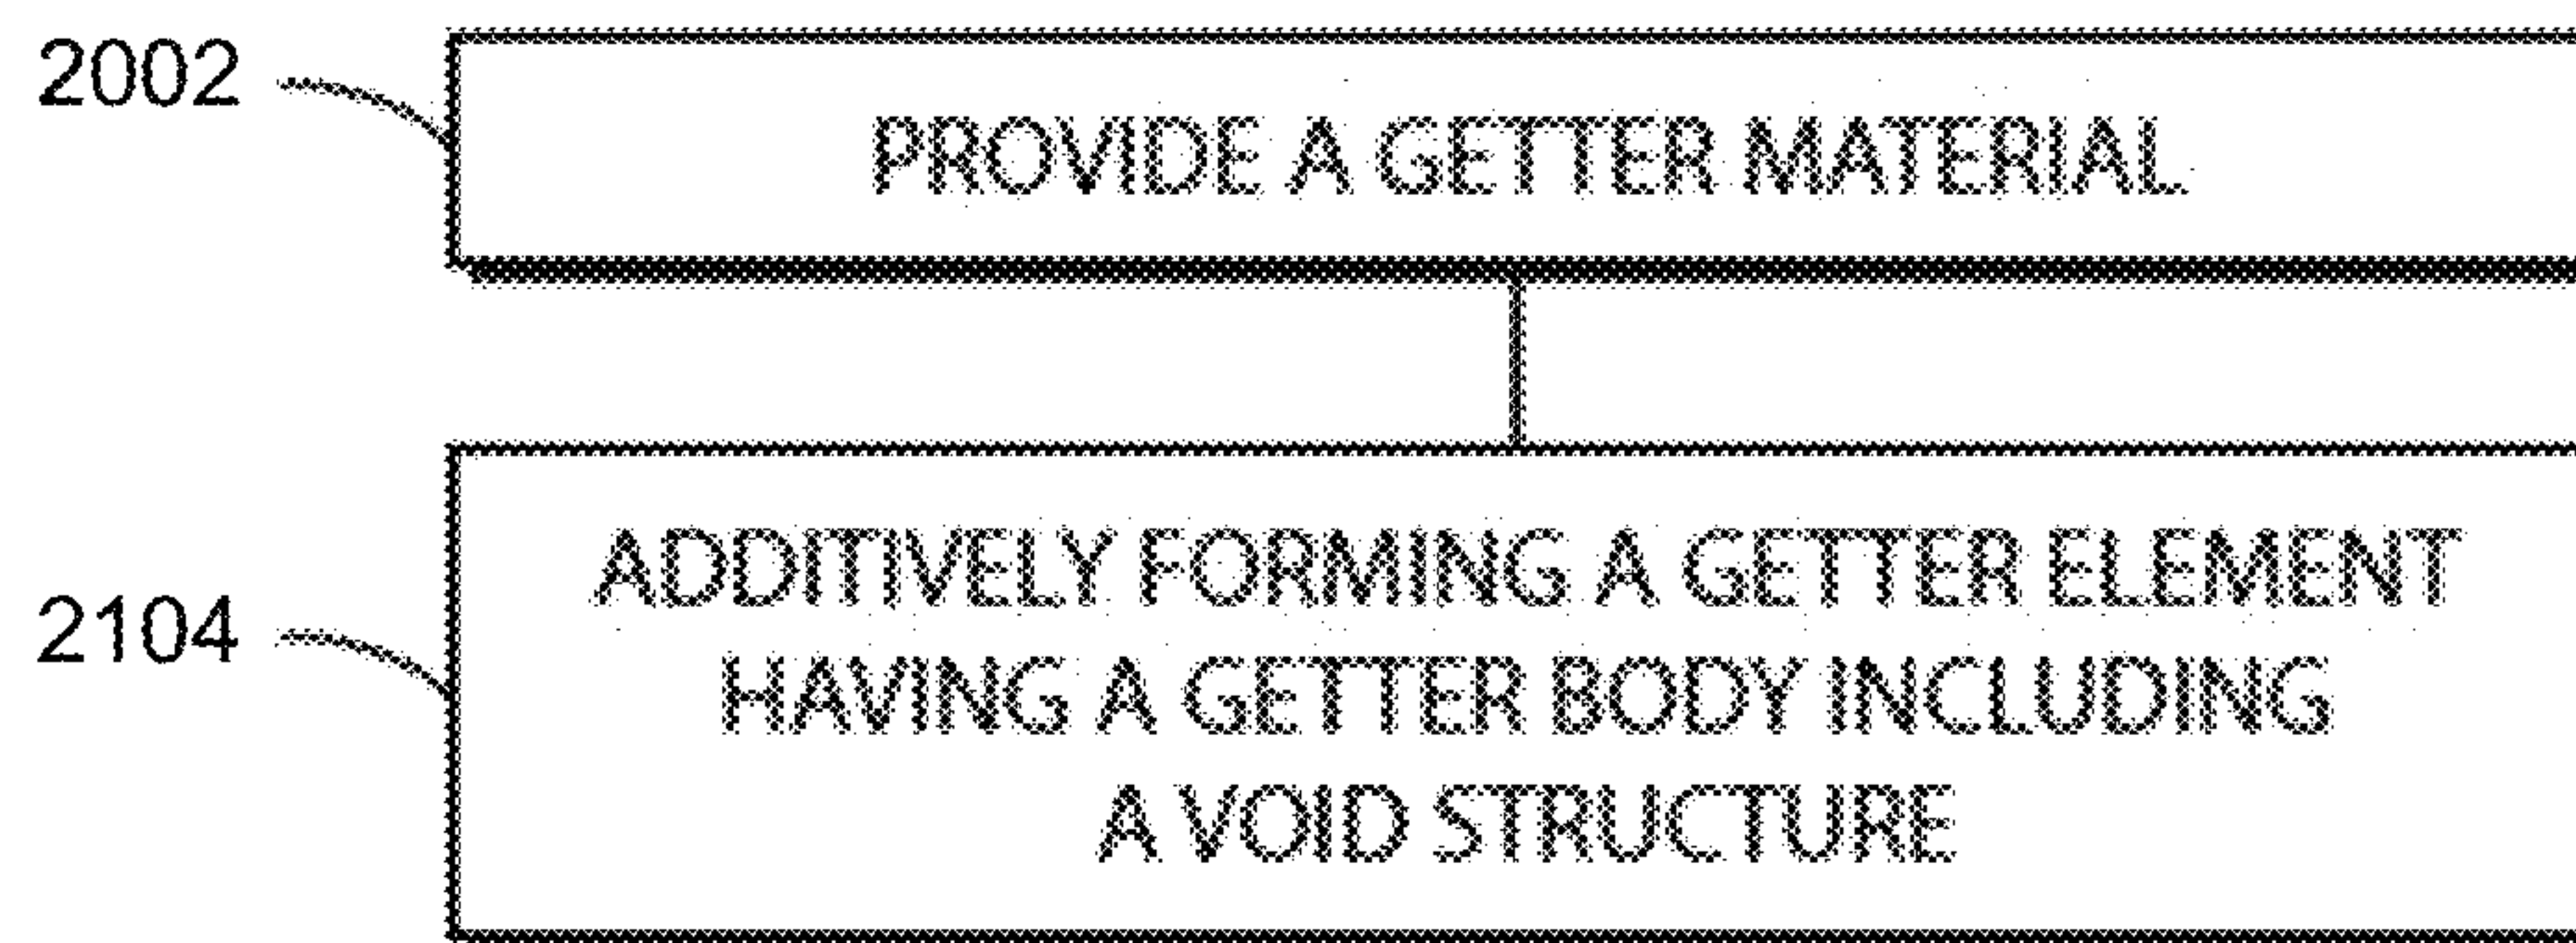 2002
PROVIDE A GETTER MATERIAL
2104
ADDITIVELY FORMING A GETTER ELEMENT
HAVING A GETTER BODY INCLUDING
A VOID STRUCTURE